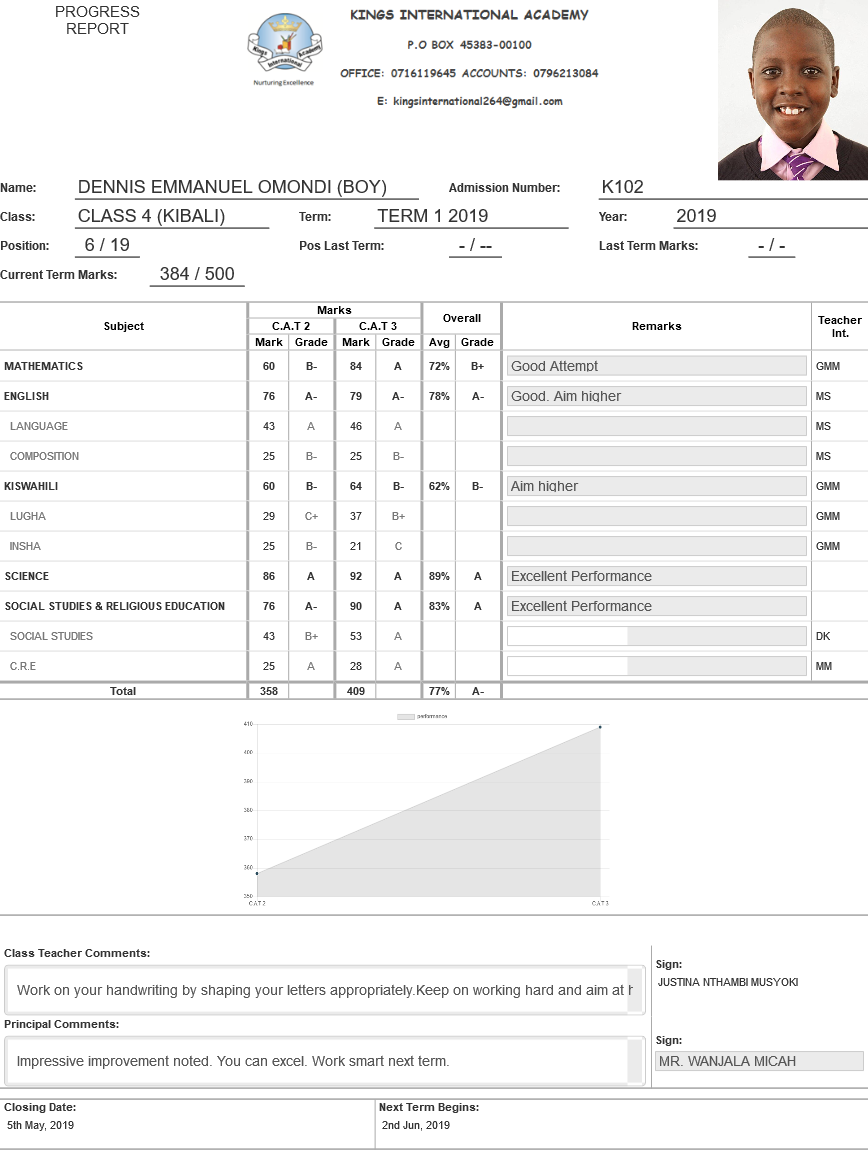 PROGRESS
REPORT
Kings International Academy
Nurturing Excellence
KINGS INTERNATIONAL ACADEMY
P.O BOX 45383-00100
OFFICE: 0716119645 ACCOUNTS: 0796213084
E: kingsinternational264@gmail.com
Name: DENNIS EMMANUEL OMONDI (BOY) Admission Number: K102
Class: CLASS 4 (KIBALI) Term: TERM 1 2019 Year: 2019
Position: 6 / 19 Pos Last Term: - / -- Last Term Marks: - / -
Current Term Marks: 384 / 500
Subject Marks Overall Remarks Teacher Int.
C.A.T 2 C.A.T 3
Mark Grade Mark Grade Avg Grade
MATHEMATICS 60 B- 84 A 72% B+ Good Attempt GMM
ENGLISH 76 A- 79 A- 78% A- Good. Aim higher MS
LANGUAGE 43 A 46 A MS
COMPOSITION 25 B- 25 B- MS
KISWAHILI 60 B- 64 B- 62% B- Aim higher GMM
LUGHA 29 C+ 37 B+ GMM
INSHA 25 B- 21 C GMM
SCIENCE 86 A 92 A 89% A Excellent Performance
SOCIAL STUDIES & RELIGIOUS EDUCATION 76 A- 90 A 83% A Excellent Performance
SOCIAL STUDIES 43 B+ 53 A DK
C.R.E 25 A 28 A MM
Total 358 409 77% A-
performance
410
400
390
380
370
360
350
CAT 2 CAT 3
Class Teacher Comments:
Work on your handwriting by shaping your letters appropriately.Keep on working hard and aim at
Sign:
JUSTINA NTHAMBI MUSYOKI
Principal Comments:
Impressive improvement noted. You can excel. Work smart next term.
Sign:
MR. WANJALA MICAH
Closing Date: Next Term Begins:
5th May, 2019 2nd Jun, 2019